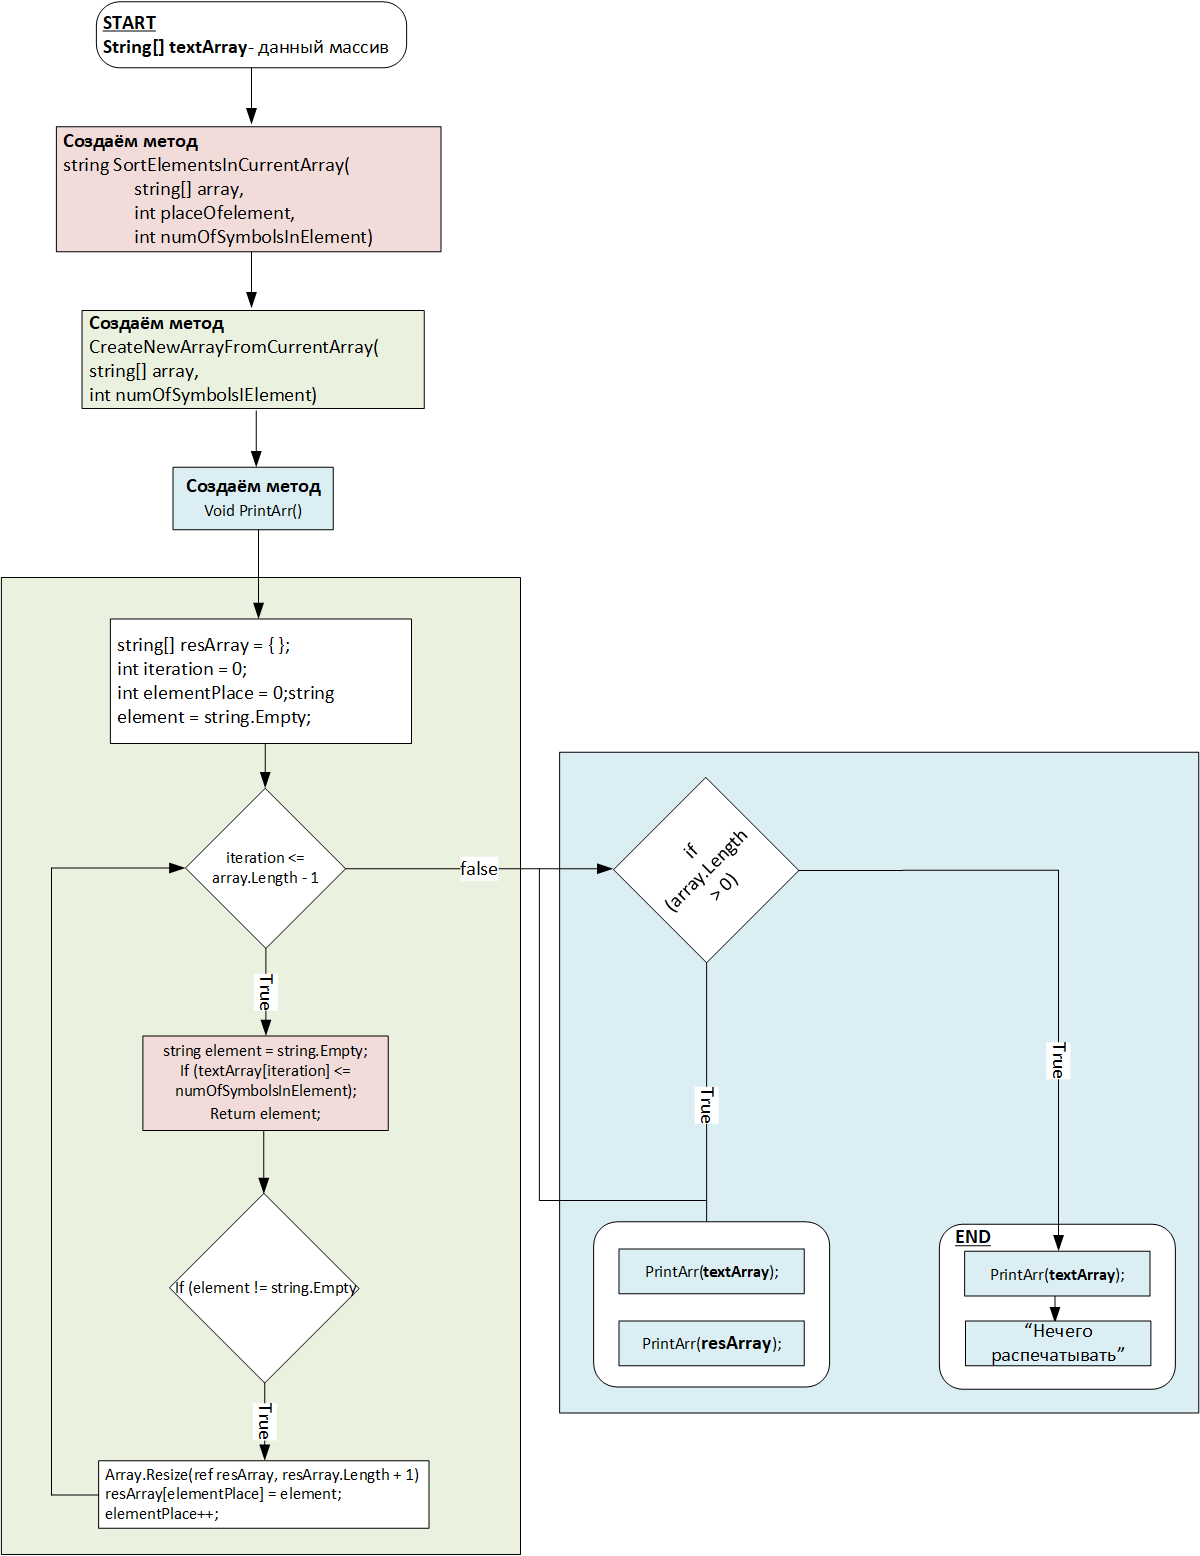 START
String[] textArray- данный массив
Создаём метод
string SortElementsInCurrentArray(
string[] array,
int placeOfelement,
int numOfSymbolsInElement)
Создаём метод
CreateNewArrayFromCurrentArray(
string[] array,
int numOfSymbolsIElement)
Создаём метод
Void PrintArr()
string[] resArray = { };
int iteration = 0;
int elementPlace = 0;string
element = string.Empty;
iteration <=
array.Length - 1
false
True
string element = string.Empty;
If (textArray[iteration] <=
numOfSymbolsInElement);
Return element;
If (element != string.Empty
True
Array.Resize(ref resArray, resArray.Length + 1)
resArray[elementPlace] = element;
elementPlace++;
if
(array.Length
> 0)
True
True
PrintArr(textArray);
PrintArr(resArray);
END
PrintArr(textArray);
“Нечего
распечатывать”